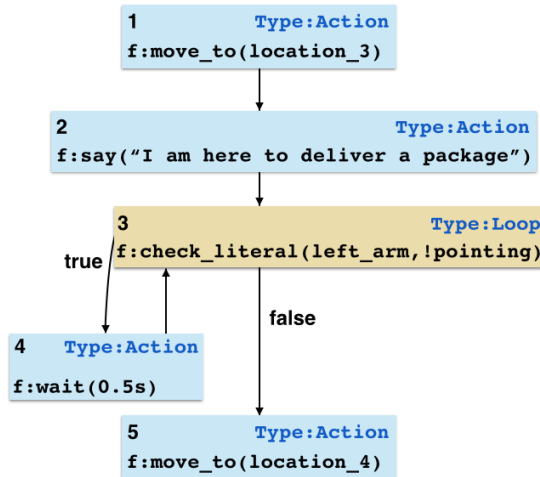 1 Type:Action
f:move_to(location_3)
2 Type:Action
f:say(“I am here to deliver a package”)
3 Type:Loop
f:check_literal(left_arm,!pointing)
true
false
4 Type:Action
f:wait(0.5s)
5 Type:Action
f:move_to(location_4)